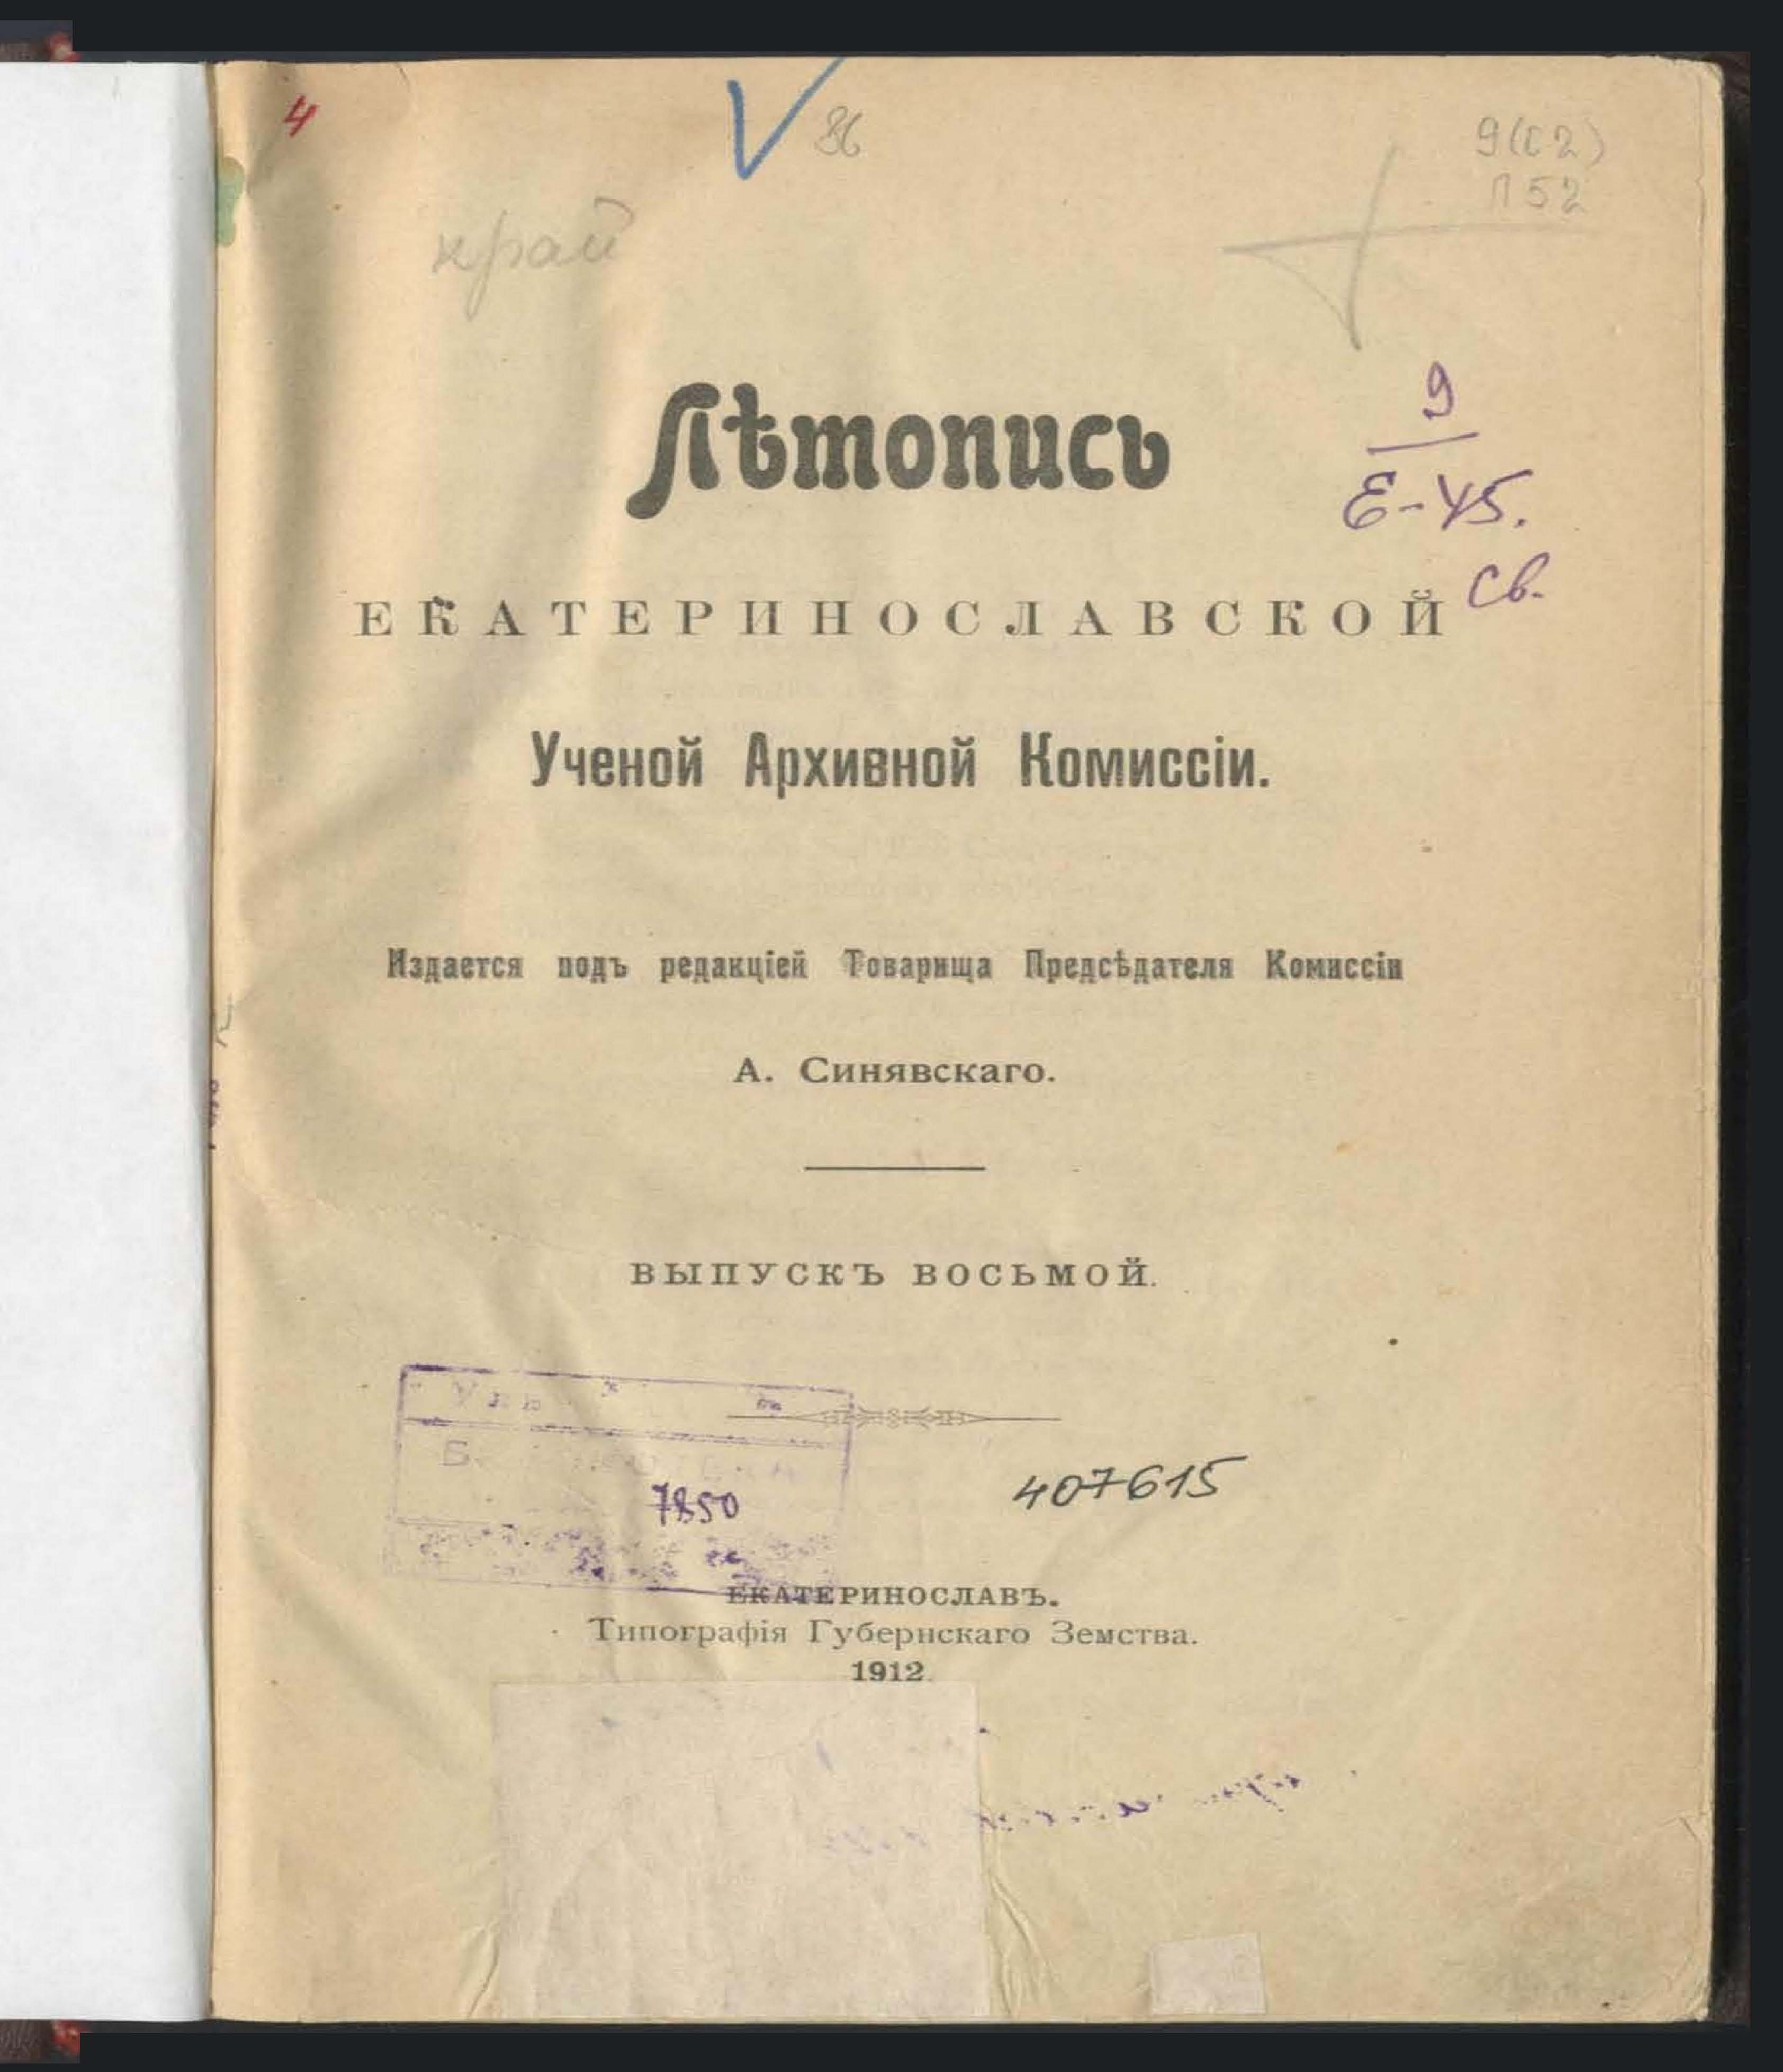 4
86
9(С2)
П52
край
9
Е-45.
св.
Лѣтопись
ЕКАТЕРИНОСЛАВСКОЙ
Ученой Архивной Комиссіи.
Издается подъ редакціей Товарища Предсѣдателя Комиссіи
А. Синявскаго.
ВЫПУСКЪ ВОСЬМОЙ.
7850
407615
ЕКАТЕРИНОСЛАВЪ.
Типографія Губернскаго Земства.
1912.